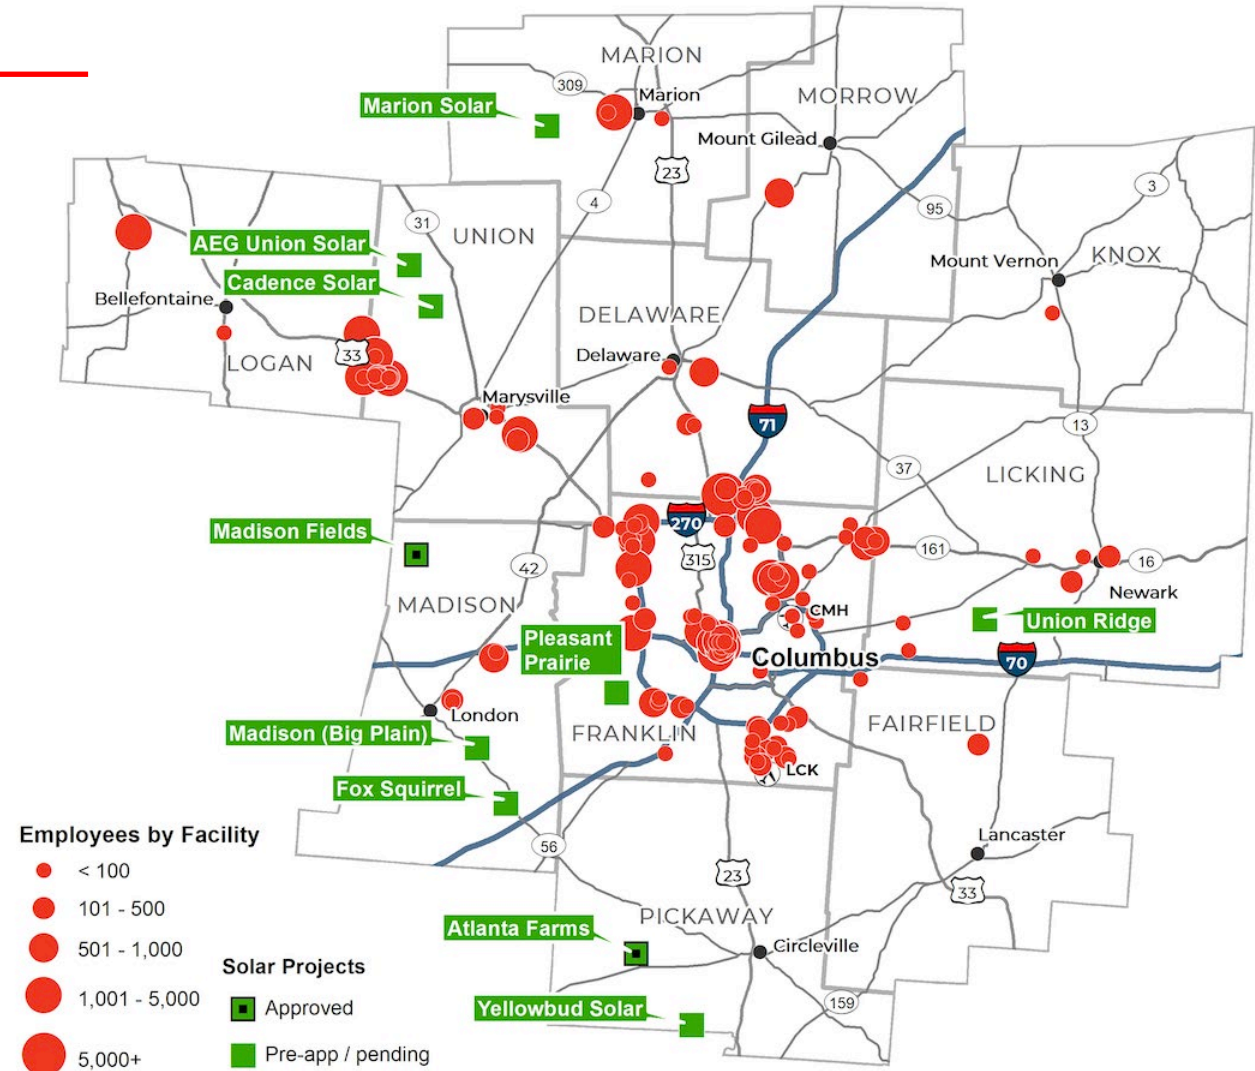 MARION
309
Marion
Marion Solar
MORROW
Mount Gilead
23
3
4
95
31
UNION
AEG Union Solar
KNOX
Mount Vernon
Cadence Solar
Bellefontaine
DELAWARE
33
LOGAN
Delaware
Marysville
71
13
37
LICKING
270
Madison Fields
315
161
16
42
Newark
MADISON
CMH
Union Ridge
Pleasant
Prairie
Columbus
70
London
FAIRFIELD
FRANKLIN
Madison (Big Plain)
LCK
Fox Squirrel
Employees by Facility
< 100
101 - 500
501 - 1,000
1,001 - 5,000
5,000+
Solar Projects
Approved
Pre-app / pending
Lancaster
56
23
33
PICKAWAY
Atlanta Farms
Circleville
159
Yellowbud Solar